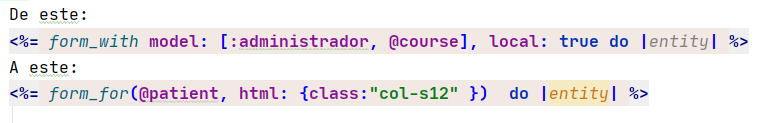 De este:
<%= form_with model: [:administrador, @course], local: true do |entity| %>
A este:
<%= form_for(@patient, html: {class:"col-s12" })  do |entity| %>